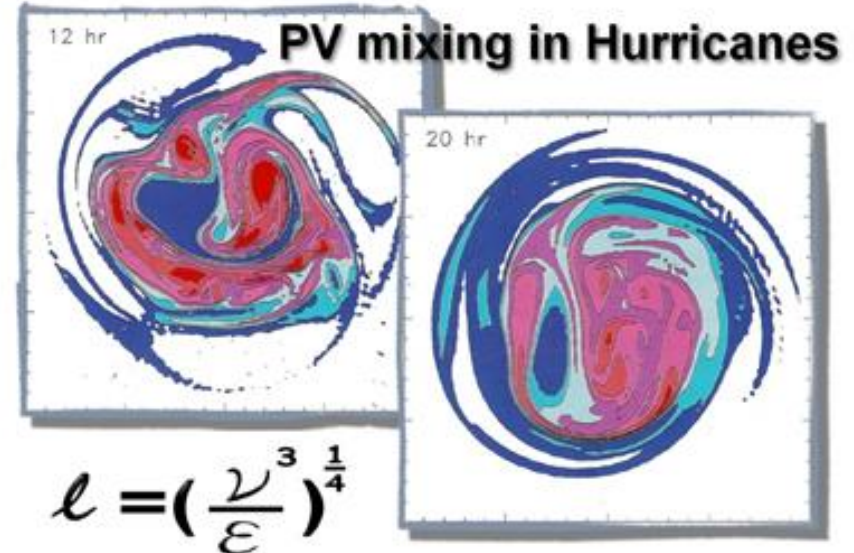 PV mixing in Hurricanes
12 hr
20 hr
ℓ = (ν³/ε)^¼